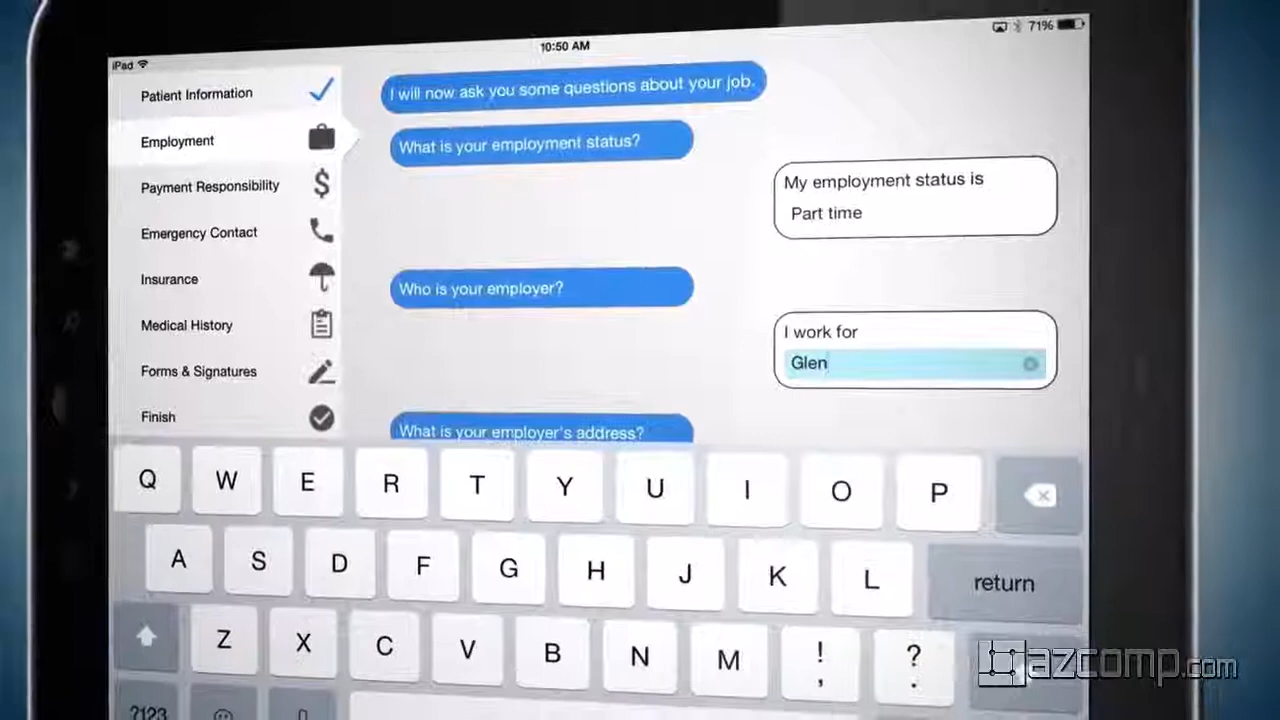 iPad
10:50 AM
71%
Patient Information
Employment
Payment Responsibility
Emergency Contact
Insurance
Medical History
Forms & Signatures
Finish
I will now ask you some questions about your job.
What is your employment status?
My employment status is
Part time
Who is your employer?
I work for
Glen
What is your employer's address?
Q W E R T Y U I O P
A S D F G H J K L return
Z X C V B N M ! , ? .
.?123
azcomp.com